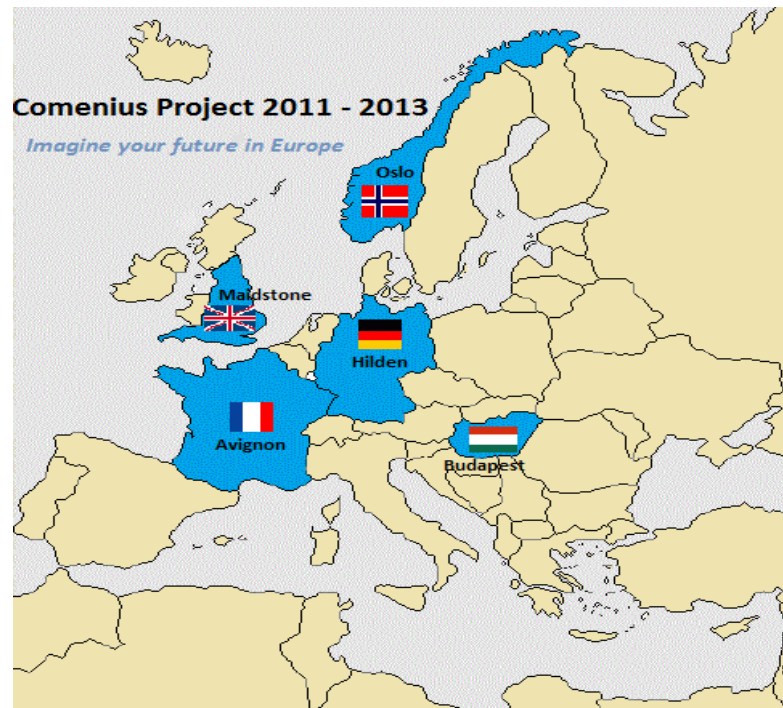 Comenius Project 2011 - 2013
Imagine your future in Europe
Oslo
Maidstone
Hilden
Avignon
Budapest